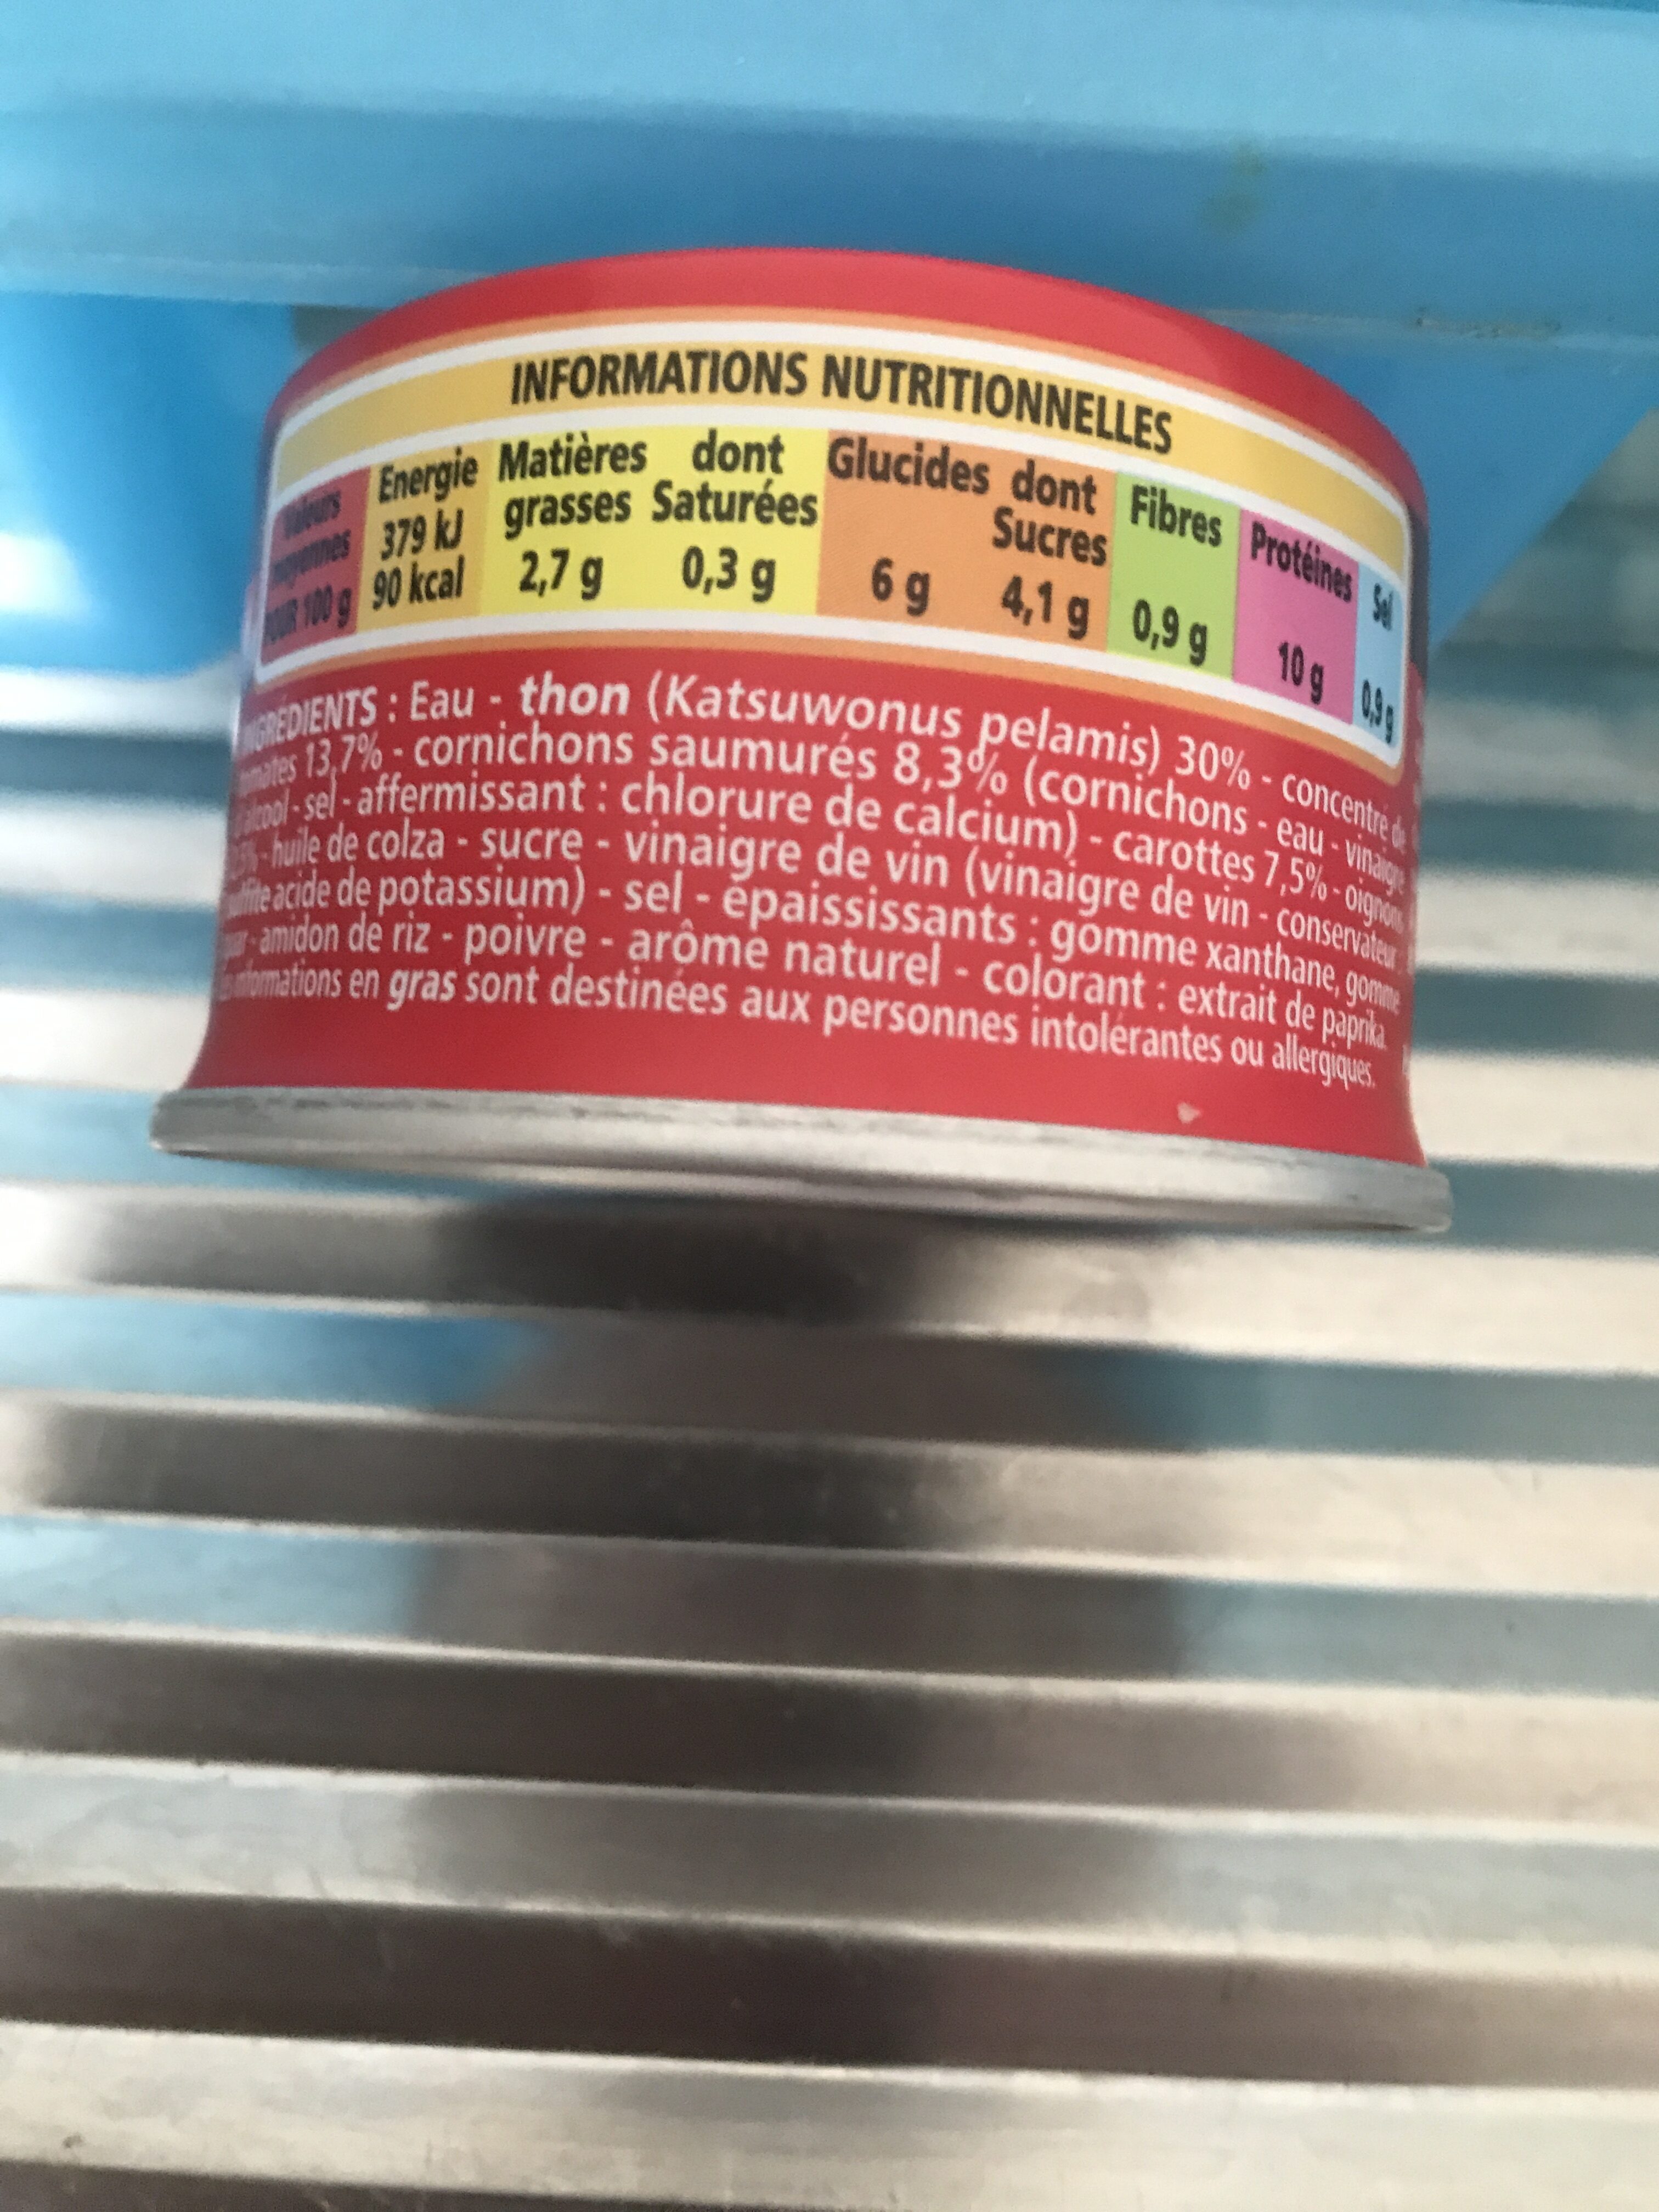 INFORMATIONS NUTRITIONNELLES
Valeurs moyennes POUR 100 g
Energie 379 kJ 90 kcal
Matières grasses 2,7 g
dont Saturées 0,3 g
Glucides 6 g
dont Sucres 4,1 g
Fibres 0,9 g
Protéines 10 g
Sel 0,9 g
INGRÉDIENTS : Eau - thon (Katsuwonus pelamis) 30% - concentré de
tomates 13,7% - cornichons saumurés 8,3% (cornichons - eau - vinaigre
alcool - sel - affermissant : chlorure de calcium) - carottes 7,5% - oignons
- huile de colza - sucre - vinaigre de vin (vinaigre de vin - conservateur :
acide de potassium) - sel - épaississants : gomme xanthane, gomme
- amidon de riz - poivre - arôme naturel - colorant : extrait de paprika.
informations en gras sont destinées aux personnes intolérantes ou allergiques.